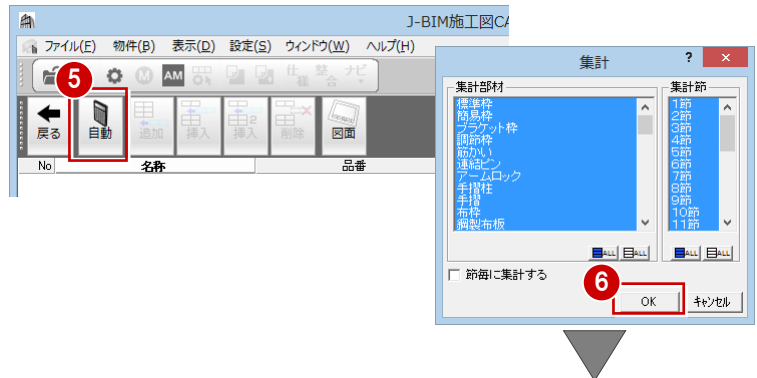 J-BIM施工図CA
ファイル(F) 物件(B) 表示(D) 設定(S) ウィンドウ(W) ヘルプ(H)
AM 仕様 整合 ナビ
5
戻る 自動 追加 挿入 挿入 削除 図面
No 名称 品番
集計 ? ×
集計部材 集計節
標準枠 1節
簡易枠 2節
ブラケット枠 3節
調節枠 4節
筋かい 5節
連結ピン 6節
アームロック 7節
手摺柱 8節
手摺 9節
布枠 10節
鋼製布板 11節
ALL ALL ALL ALL
節毎に集計する
6
OK キャンセル